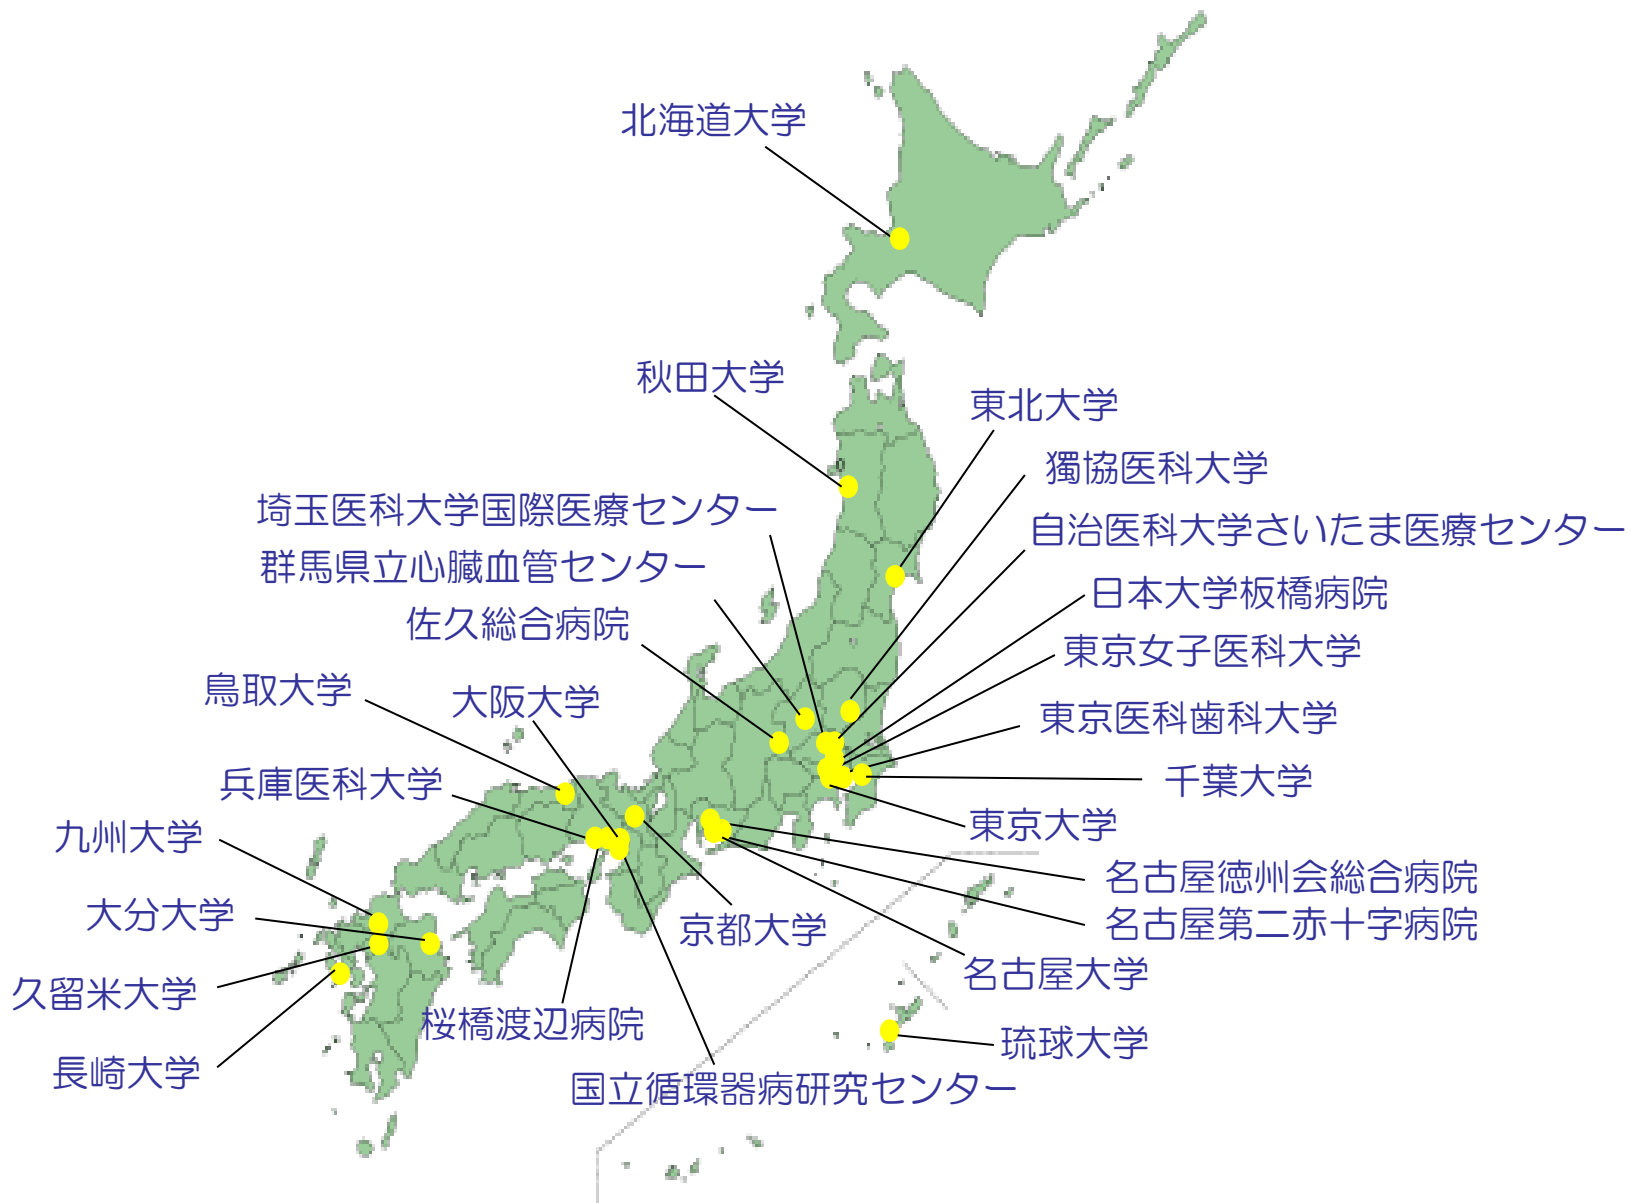 北海道大学
秋田大学
東北大学
獨協医科大学
埼玉医科大学国際医療センター
自治医科大学さいたま医療センター
群馬県立心臓血管センター
日本大学板橋病院
佐久総合病院
東京女子医科大学
鳥取大学
大阪大学
東京医科歯科大学
兵庫医科大学
千葉大学
九州大学
東京大学
名古屋徳州会総合病院
大分大学
名古屋第二赤十字病院
京都大学
名古屋大学
久留米大学
桜橋渡辺病院
琉球大学
長崎大学
国立循環器病研究センター